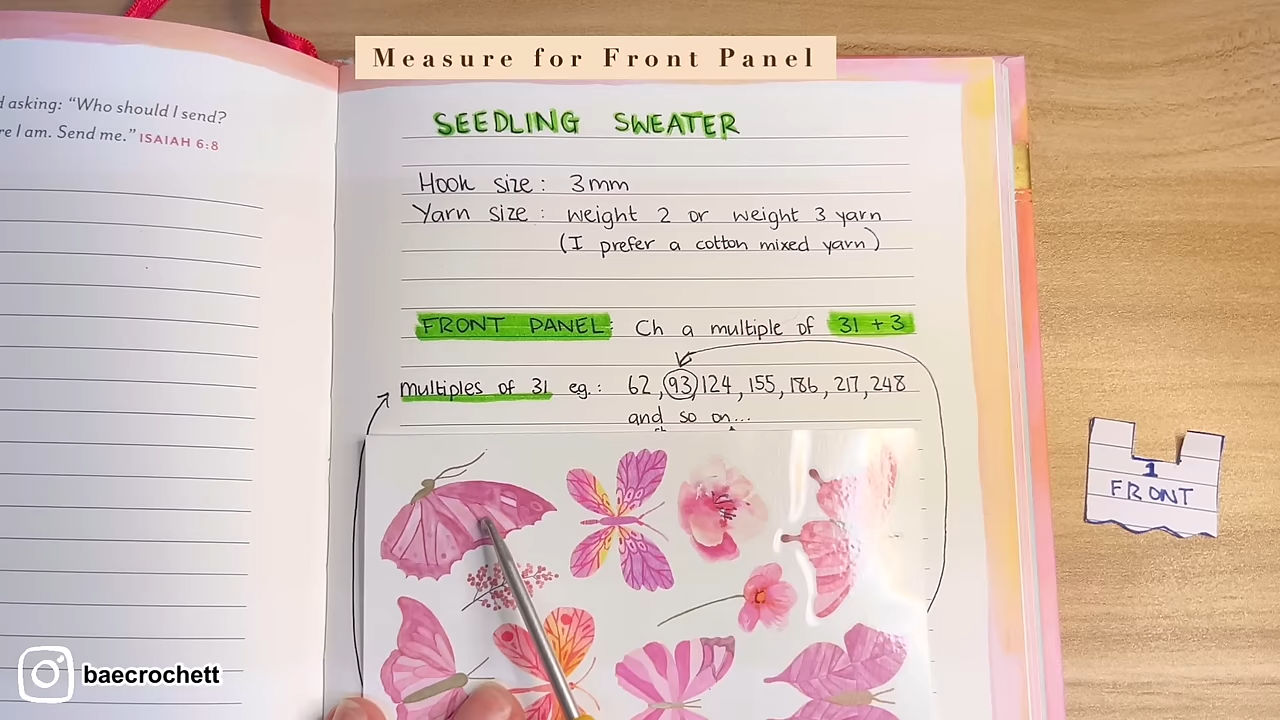 Measure for Front Panel
asking: "Who should I send?
I am. Send me." ISAIAH 6:8
SEEDLING SWEATER
Hook size: 3mm
Yarn size: weight 2 or weight 3 yarn
(I prefer a cotton mixed yarn)
FRONT PANEL: Ch a multiple of 31 + 3
multiples of 31 eg.: 62, 93, 124, 155, 186, 217, 248
and so on...
1
FRONT
baecrochett